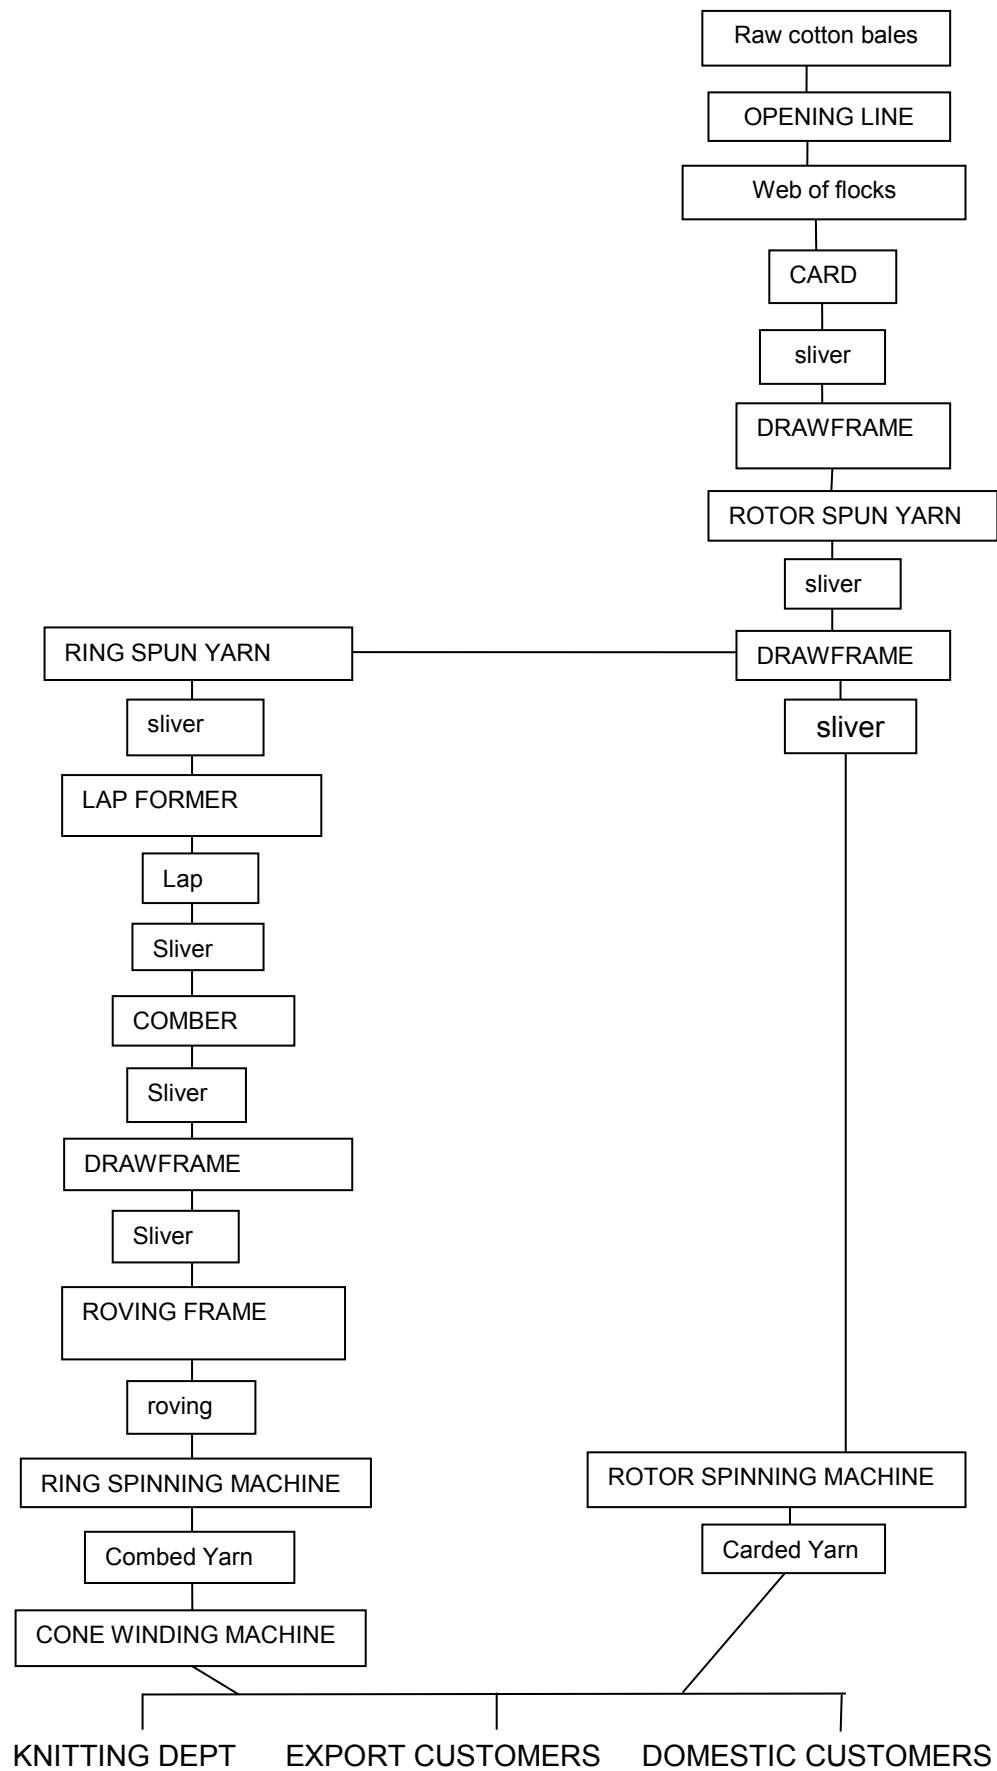 Raw cotton bales
OPENING LINE
Web of flocks
CARD
sliver
DRAWFRAME
ROTOR SPUN YARN
sliver
RING SPUN YARN
DRAWFRAME
sliver
sliver
LAP FORMER
Lap
Sliver
COMBER
Sliver
DRAWFRAME
Sliver
ROVING FRAME
roving
RING SPINNING MACHINE
ROTOR SPINNING MACHINE
Combed Yarn
Carded Yarn
CONE WINDING MACHINE
KNITTING DEPT
EXPORT CUSTOMERS
DOMESTIC CUSTOMERS